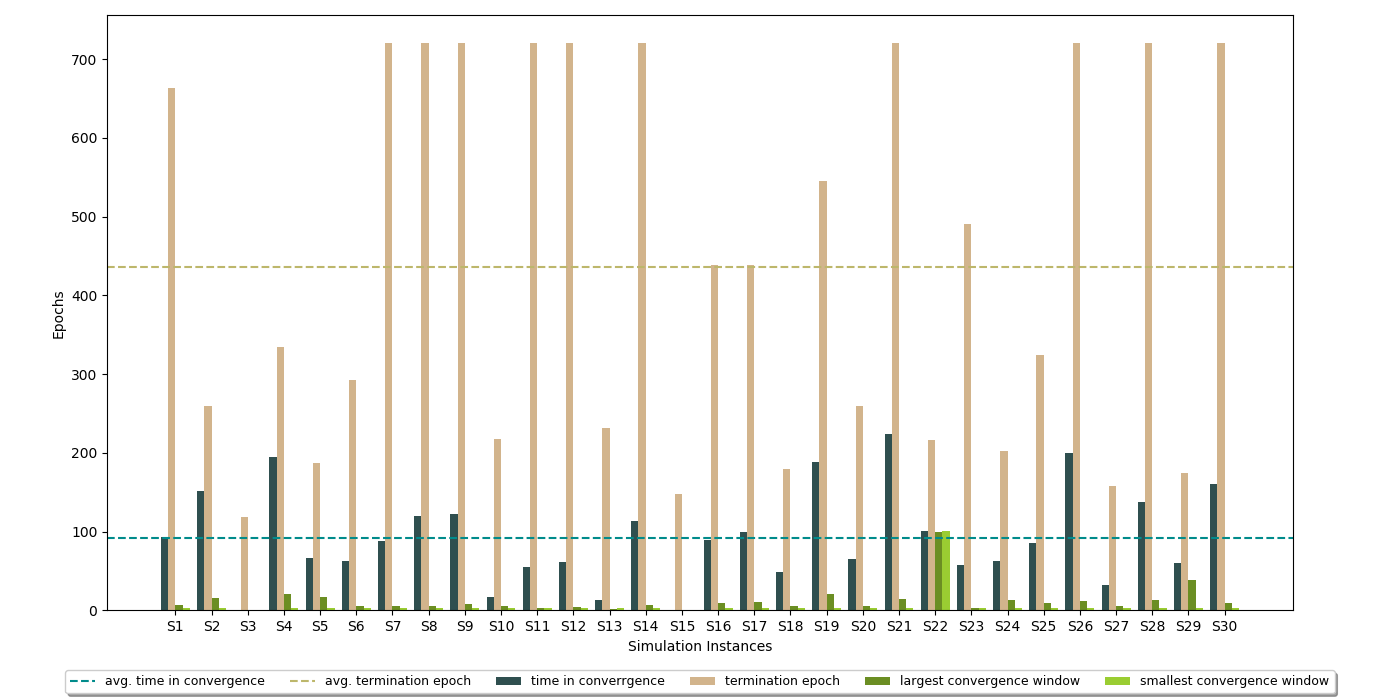 700
600
500
400
300
200
100
0
Epochs
S1 S2 S3 S4 S5 S6 S7 S8 S9 S10 S11 S12 S13 S14 S15 S16 S17 S18 S19 S20 S21 S22 S23 S24 S25 S26 S27 S28 S29 S30
Simulation Instances
avg. time in convergence avg. termination epoch time in converrgence termination epoch largest convergence window smallest convergence window